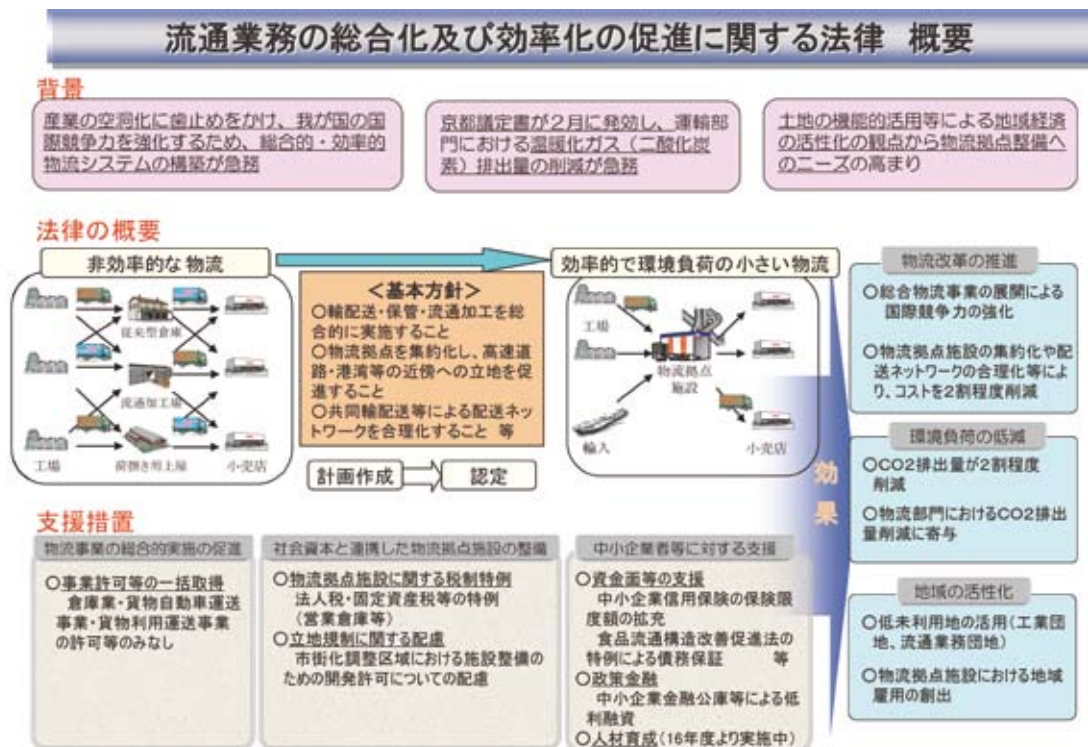 流通業務の総合化及び効率化の促進に関する法律 概要
背景
産業の空洞化に歯止めをかけ、我が国の国
際競争力を強化するため、総合的・効率的
物流システムの構築が急務
京都議定書が2月に発効し、運輸部
門における温暖化ガス（二酸化炭
素）排出量の削減が急務
土地の機能的活用等による地域経済
の活性化の観点から物流拠点整備へ
のニーズの高まり
法律の概要
非効率的な物流
従来型倉庫
流通加工場
工場
荷捌き用上屋
小売店
＜基本方針＞
○輸配送・保管・流通加工を総
合的に実施すること
○物流拠点を集約化し、高速道
路・港湾等の近傍への立地を促
進すること
○共同輸配送等による配送ネッ
トワークを合理化すること 等
計画作成
認定
効率的で環境負荷の小さい物流
工場
物流拠点
施設
輸入
小売店
効果
物流改革の推進
○総合物流事業の展開による
国際競争力の強化
○物流拠点施設の集約化や配
送ネットワークの合理化等によ
り、コストを2割程度削減
環境負荷の低減
○CO2排出量が2割程度
削減
○物流部門におけるCO2排出
量削減に寄与
地域の活性化
○低未利用地の活用（工業団
地、流通業務団地）
○物流拠点施設における地域
雇用の創出
支援措置
物流事業の総合的実施の促進
○事業許可等の一括取得
倉庫業・貨物自動車運送
事業・貨物利用運送事業
の許可等のみなし
社会資本と連携した物流拠点施設の整備
○物流拠点施設に関する税制特例
法人税・固定資産税等の特例
（営業倉庫等）
○立地規制に関する配慮
市街化調整区域における施設整備の
ための開発許可についての配慮
中小企業者等に対する支援
○資金面等の支援
中小企業信用保険の保険限
度額の拡充
食品流通構造改善促進法の
特例による債務保証 等
○政策金融
中小企業金融公庫等による低
利融資
○人材育成（16年度より実施中）